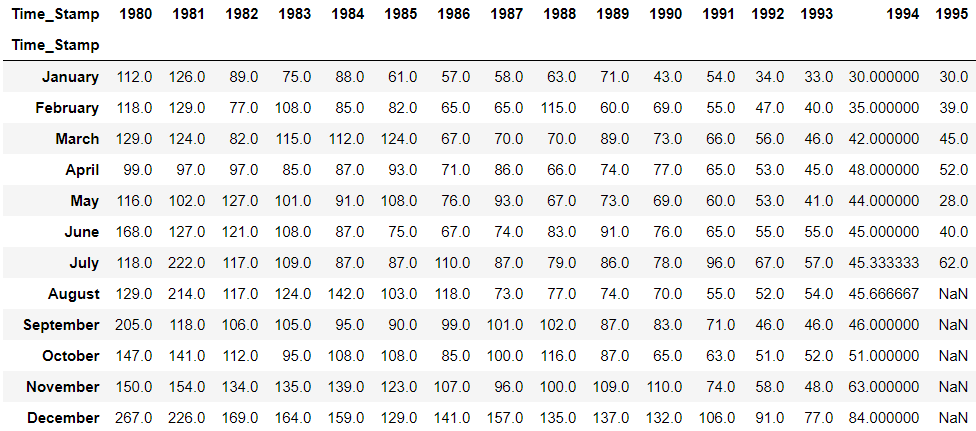 Time_Stamp 1980 1981 1982 1983 1984 1985 1986 1987 1988 1989 1990 1991 1992 1993 1994 1995
Time_Stamp
January 112.0 126.0 89.0 75.0 88.0 61.0 57.0 58.0 63.0 71.0 43.0 54.0 34.0 33.0 30.000000 30.0
February 118.0 129.0 77.0 108.0 85.0 82.0 65.0 65.0 115.0 60.0 69.0 55.0 47.0 40.0 35.000000 39.0
March 129.0 124.0 82.0 115.0 112.0 124.0 67.0 70.0 70.0 89.0 73.0 66.0 56.0 46.0 42.000000 45.0
April 99.0 97.0 97.0 85.0 87.0 93.0 71.0 86.0 66.0 74.0 77.0 65.0 53.0 45.0 48.000000 52.0
May 116.0 102.0 127.0 101.0 91.0 108.0 76.0 93.0 67.0 73.0 69.0 60.0 53.0 41.0 44.000000 28.0
June 168.0 127.0 121.0 108.0 87.0 75.0 67.0 74.0 83.0 91.0 76.0 65.0 55.0 55.0 45.000000 40.0
July 118.0 222.0 117.0 109.0 87.0 87.0 110.0 87.0 79.0 86.0 78.0 96.0 67.0 57.0 45.333333 62.0
August 129.0 214.0 117.0 124.0 142.0 103.0 118.0 73.0 77.0 74.0 70.0 55.0 52.0 54.0 45.666667 NaN
September 205.0 118.0 106.0 105.0 95.0 90.0 99.0 101.0 102.0 87.0 83.0 71.0 46.0 46.0 46.000000 NaN
October 147.0 141.0 112.0 95.0 108.0 108.0 85.0 100.0 116.0 87.0 65.0 63.0 51.0 52.0 51.000000 NaN
November 150.0 154.0 134.0 135.0 139.0 123.0 107.0 96.0 100.0 109.0 110.0 74.0 58.0 48.0 63.000000 NaN
December 267.0 226.0 169.0 164.0 159.0 129.0 141.0 157.0 135.0 137.0 132.0 106.0 91.0 77.0 84.000000 NaN